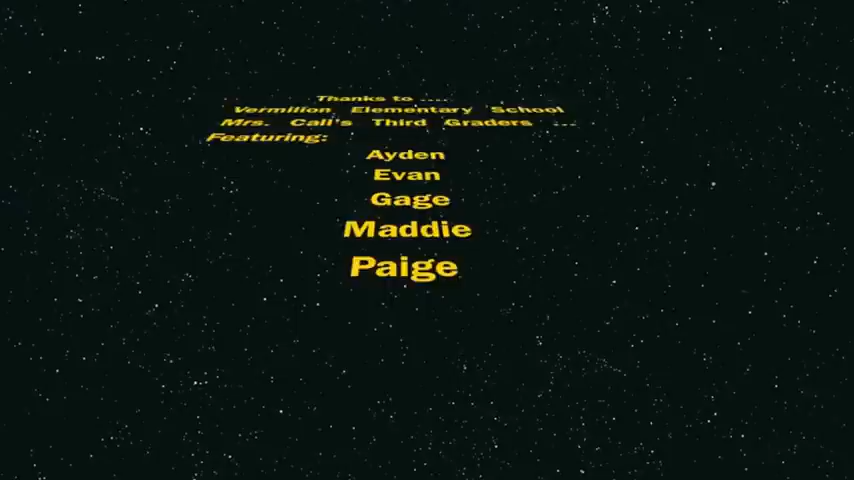 Thanks to ....
Vermilion Elementary School
Mrs. Call's Third Graders ...
Featuring:
Ayden
Evan
Gage
Maddie
Paige